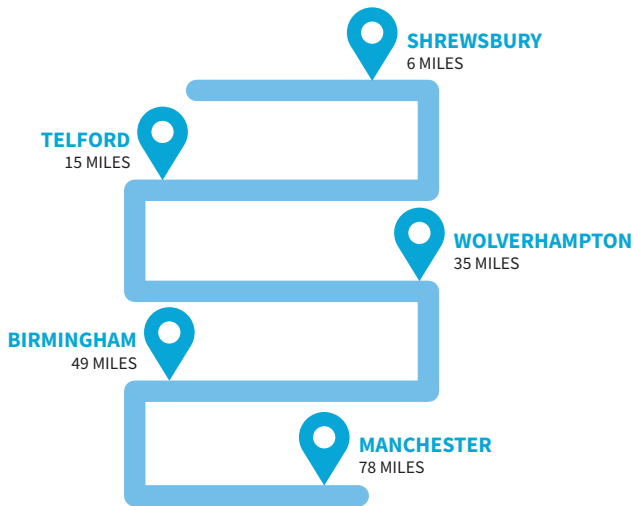 SHREWSBURY
6 MILES
TELFORD
15 MILES
WOLVERHAMPTON
35 MILES
BIRMINGHAM
49 MILES
MANCHESTER
78 MILES